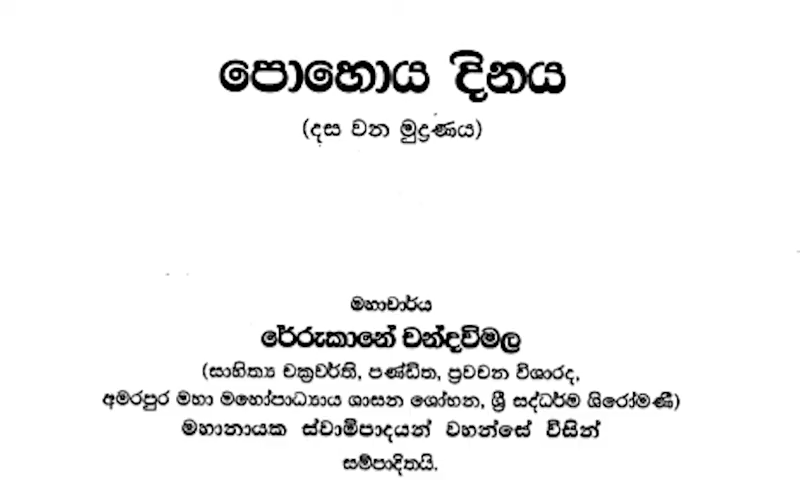 පොහොය දිනය
(දස වන මුද්‍රණය)
මහාචාර්ය
රේරුකානේ චන්දවිමල
(සාහිත්‍ය චක්‍රවර්ති, පණ්ඩිත, ප්‍රවචන විශාරද,
අමරපුර මහා මහෝපාධ්‍යාය ශාසන ශෝභන, ශ්‍රී සද්ධර්ම ශිරෝමණී)
මහානායක ස්වාමීපාදයන් වහන්සේ විසින්
සම්පාදිතයි.